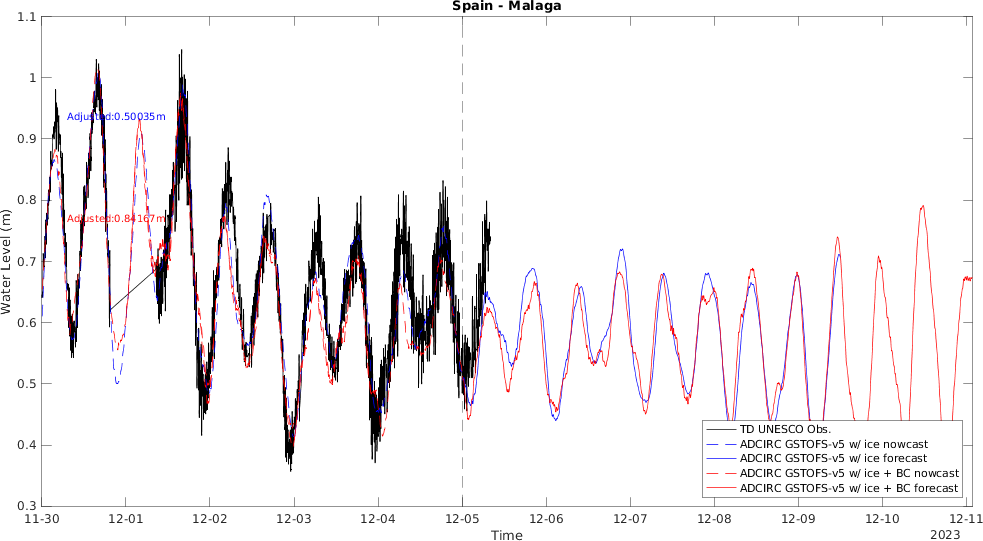 Spain - Malaga
1.1
1
0.9
0.8
0.7
0.6
0.5
0.4
0.3
Water Level (m)
Adjusted:0.50035m
Adjusted:0.84167m
TD UNESCO Obs.
ADCIRC GSTOFS-v5 w/ ice nowcast
ADCIRC GSTOFS-v5 w/ ice forecast
ADCIRC GSTOFS-v5 w/ ice + BC nowcast
ADCIRC GSTOFS-v5 w/ ice + BC forecast
11-30 12-01 12-02 12-03 12-04 12-05 12-06 12-07 12-08 12-09 12-10 12-11
Time
2023